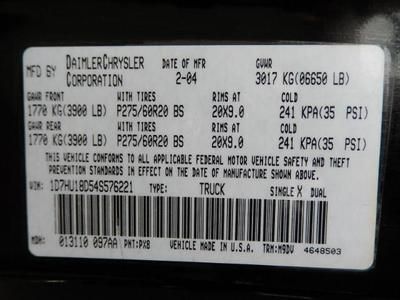 MFD BY DAIMLERCHRYSLER CORPORATION DATE OF MFR 2-04 GVWR 3017 KG(06650 LB)
GAWR FRONT WITH TIRES RIMS AT COLD
1770 KG(3900 LB) P275/60R20 BS 20X9.0 241 KPA(35 PSI)
GAWR REAR WITH TIRES RIMS AT COLD
1770 KG(3900 LB) P275/60R20 BS 20X9.0 241 KPA(35 PSI)
THIS VEHICLE CONFORMS TO ALL APPLICABLE FEDERAL MOTOR VEHICLE SAFETY AND THEFT
PREVENTION STANDARDS IN EFFECT ON THE DATE OF MANUFACTURE SHOWN ABOVE.
VIN: 1D7HU18D54S576221 TYPE: TRUCK SINGLE X DUAL
MDH: 013110 097AA PNT:PX8 VEHICLE MADE IN U.S.A. TRM:M9DV 4648503